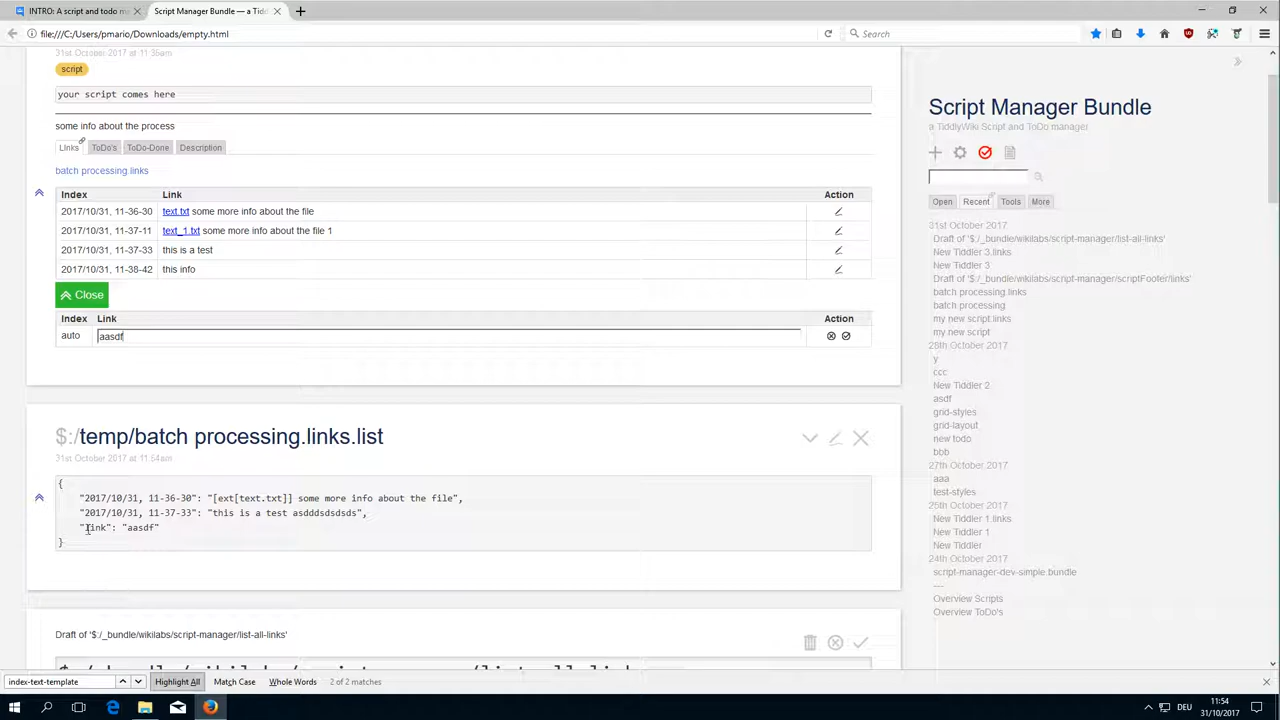 INTRO: A script and todo m
Script Manager Bundle — a Tidd
file:///C:/Users/pmario/Downloads/empty.html
Search
31st October 2017 at 11:35am
script
your script comes here
some info about the process
Links
ToDo's
ToDo-Done
Description
batch processing.links
Index Link Action
2017/10/31, 11-36-30 text.txt some more info about the file
2017/10/31, 11-37-11 text_1.txt some more info about the file 1
2017/10/31, 11-37-33 this is a test
2017/10/31, 11-38-42 this info
Close
Index Link Action
auto aasdf
$:/temp/batch processing.links.list
31st October 2017 at 11:54am
{
"2017/10/31, 11-36-30": "[ext[text.txt]] some more info about the file",
"2017/10/31, 11-37-33": "this is a test asdddsdsdsds",
"link": "aasdf"
}
Draft of '$:/_bundle/wikilabs/script-manager/list-all-links'
Script Manager Bundle
a TiddlyWiki Script and ToDo manager
Open
Recent
Tools
More
31st October 2017
Draft of '$:/_bundle/wikilabs/script-manager/list-all-links'
New Tiddler 3.links
New Tiddler 3
Draft of '$:/_bundle/wikilabs/script-manager/scriptFooter/links'
batch processing.links
batch processing
my new script.links
my new script
28th October 2017
y
ccc
New Tiddler 2
asdf
grid-styles
grid-layout
new todo
bbb
27th October 2017
aaa
test-styles
25th October 2017
New Tiddler 1.links
New Tiddler 1
New Tiddler
24th October 2017
script-manager-dev-simple.bundle
---
Overview Scripts
Overview ToDo's
index-text-template
Highlight All
Match Case
Whole Words
2 of 2 matches
DEU
11:54
31/10/2017